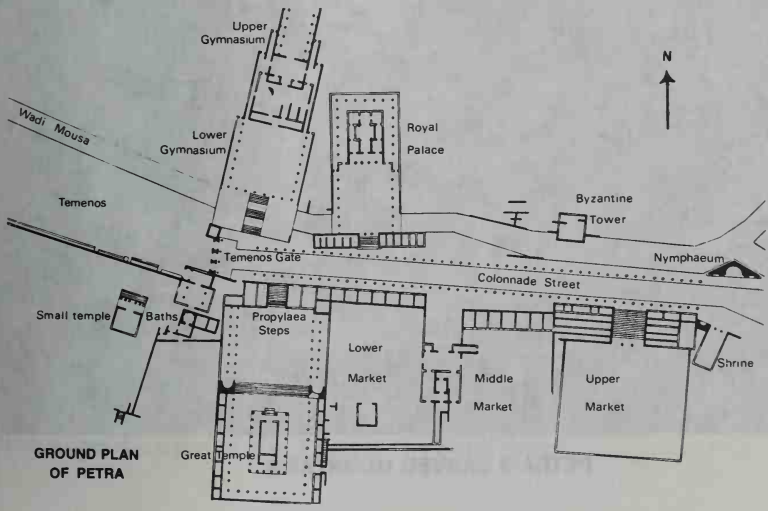 Upper
Gymnasium
N
Wadi Mousa
Lower
Gymnasium
Royal
Palace
Temenos
Byzantine
Tower
Temenos Gate
Nymphaeum
Colonnade Street
Small temple
Baths
Propylaea
Steps
Lower
Market
Middle
Market
Upper
Market
Shrine
Great Temple
GROUND PLAN
OF PETRA